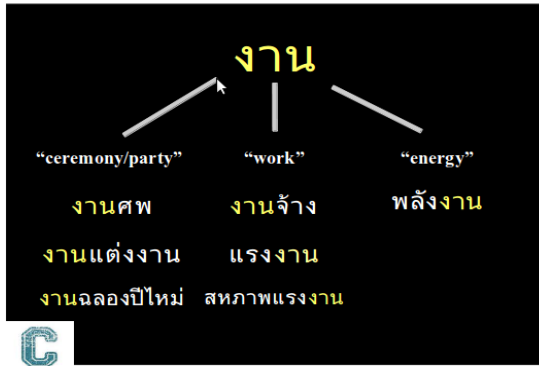 งาน
“ceremony/party” “work” “energy”
งานศพ งานจ้าง พลังงาน
งานแต่งงาน แรงงาน
งานฉลองปีใหม่ สหภาพแรงงาน
C